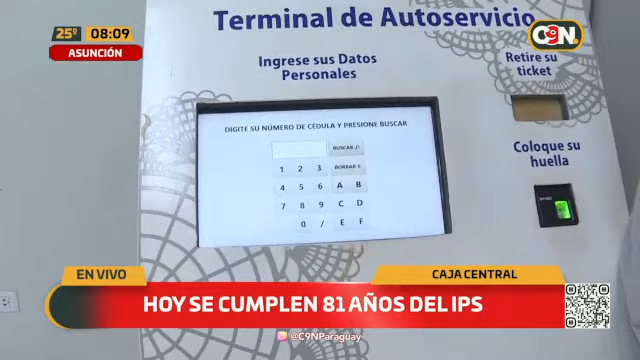 25° 08:09
ASUNCIÓN
C9N
Terminal de Autoservicio
Ingrese sus Datos
Personales
Retire su
ticket
Coloque su
huella
DIGITE SU NÚMERO DE CÉDULA Y PRESIONE BUSCAR
BUSCAR
1 2 3 BORRAR
4 5 6 A B
7 8 9 C D
0 / E F
EN VIVO
CAJA CENTRAL
HOY SE CUMPLEN 81 AÑOS DEL IPS
@C9NParaguay